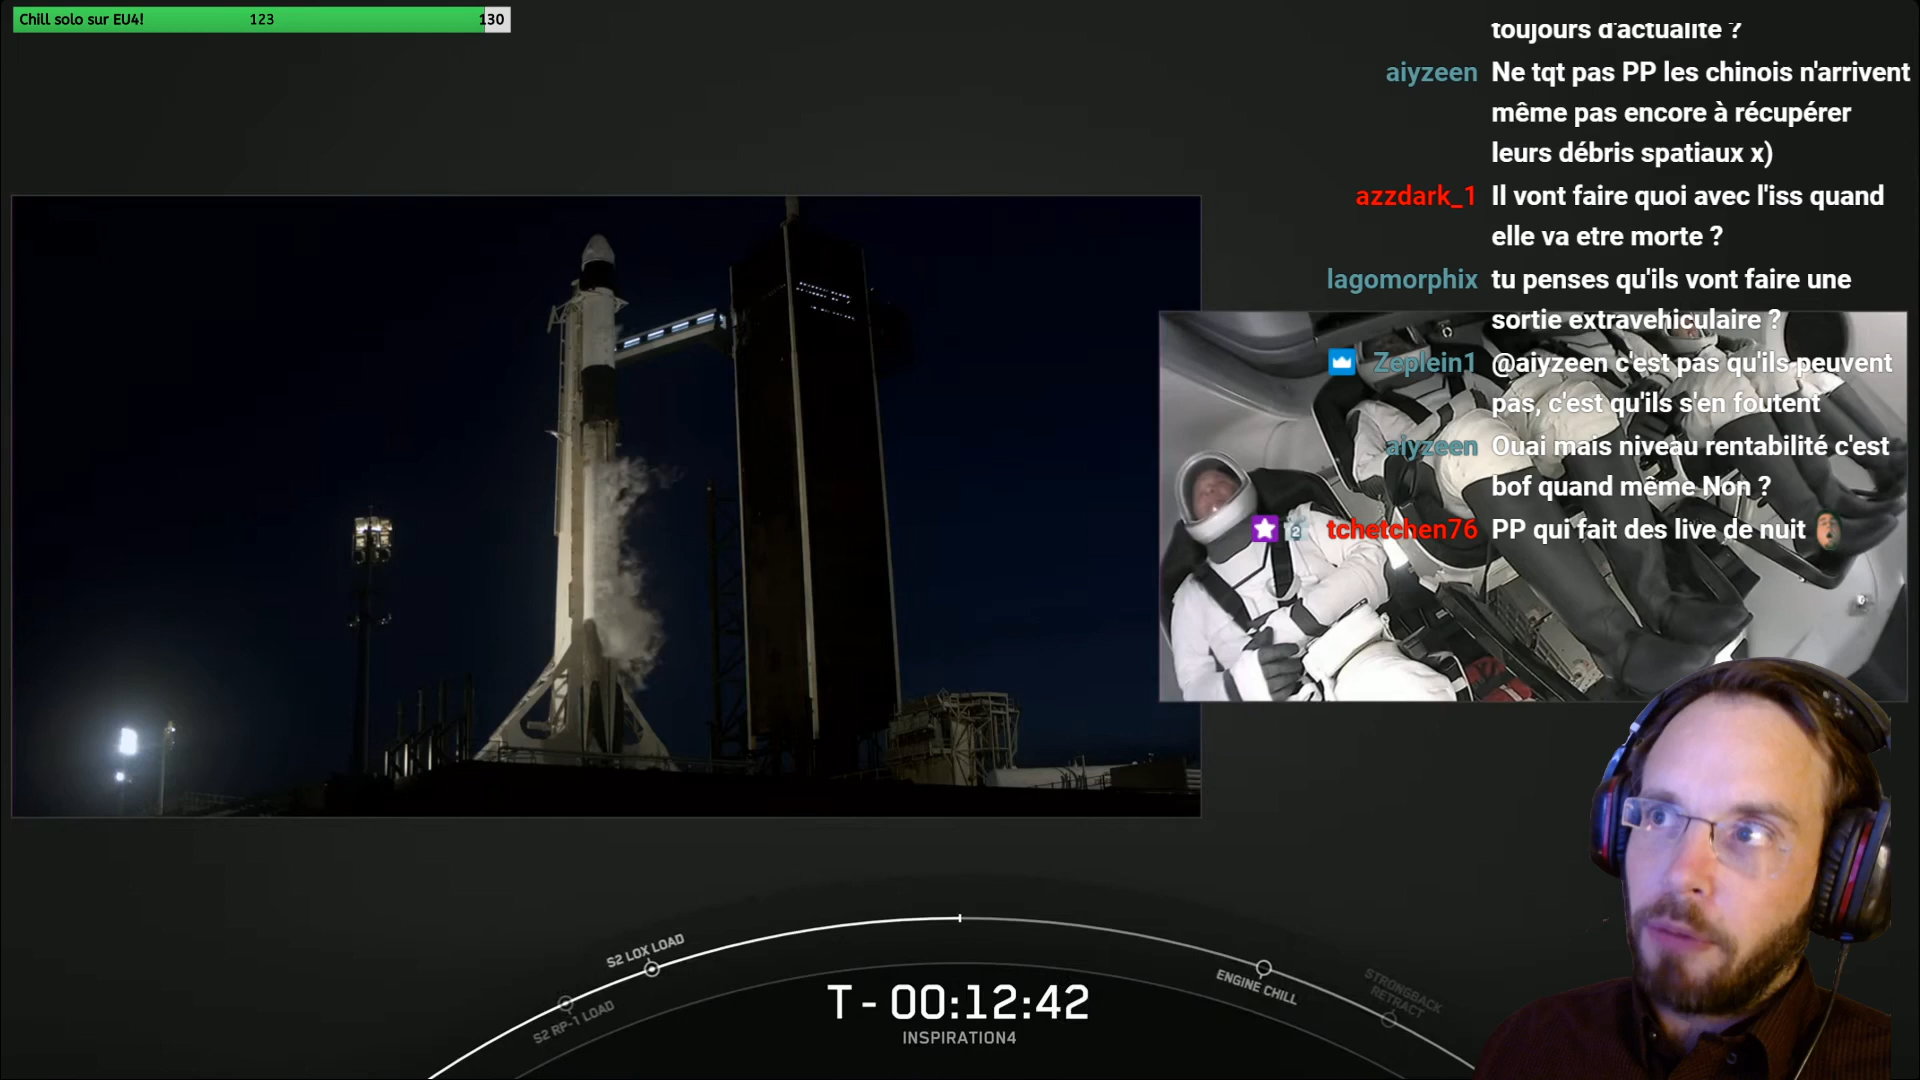 Chill solo sur EU4! 123 130
toujours d'actualité ?
aiyzeen Ne tqt pas PP les chinois n'arrivent
même pas encore à récupérer
leurs débris spatiaux x)
azzdark_1 Il vont faire quoi avec l'iss quand
elle va etre morte ?
lagomorphix tu penses qu'ils vont faire une
sortie extravehiculaire ?
Zeplein1 @aiyzeen c'est pas qu'ils peuvent
pas, c'est qu'ils s'en foutent
aiyzeen Ouai mais niveau rentabilité c'est
bof quand même Non ?
2 tchetchen76 PP qui fait des live de nuit
S2 RP-1 LOAD
S2 LOX LOAD
ENGINE CHILL
STRONGBACK
RETRACT
T - 00:12:42
INSPIRATION4